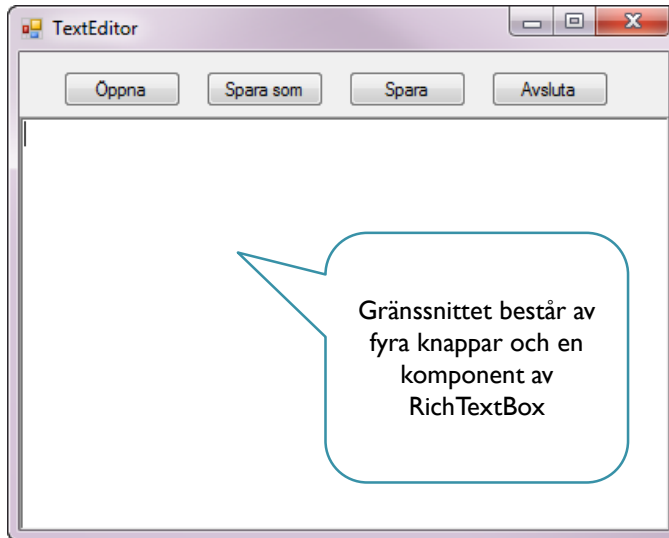 TextEditor
Öppna Spara som Spara Avsluta
Gränssnittet består av
fyra knappar och en
komponent av
RichTextBox